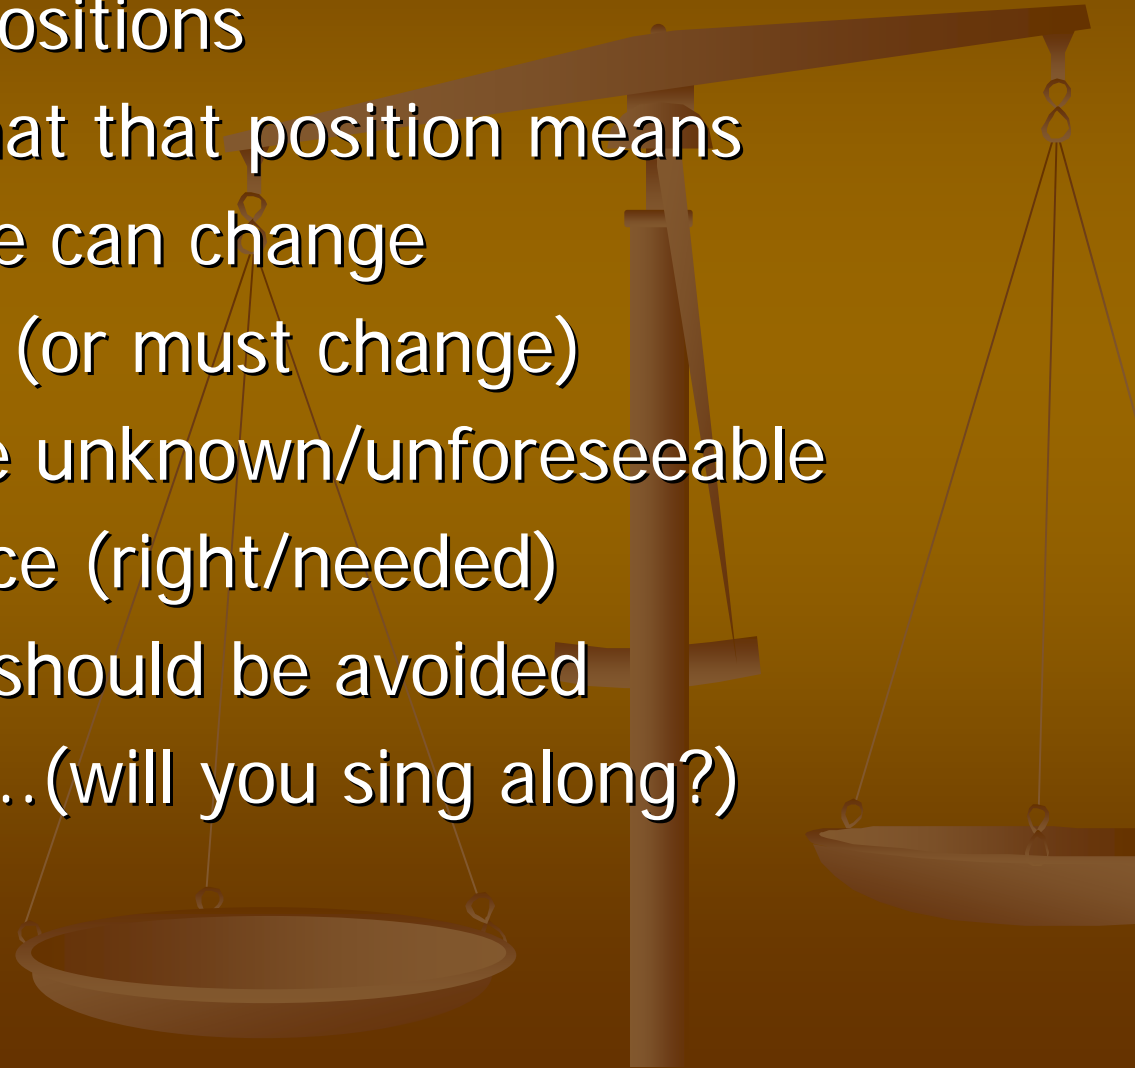 ositions
at that position means
e can change
(or must change)
e unknown/unforeseeable
ce (right/needed)
should be avoided
..(will you sing along?)